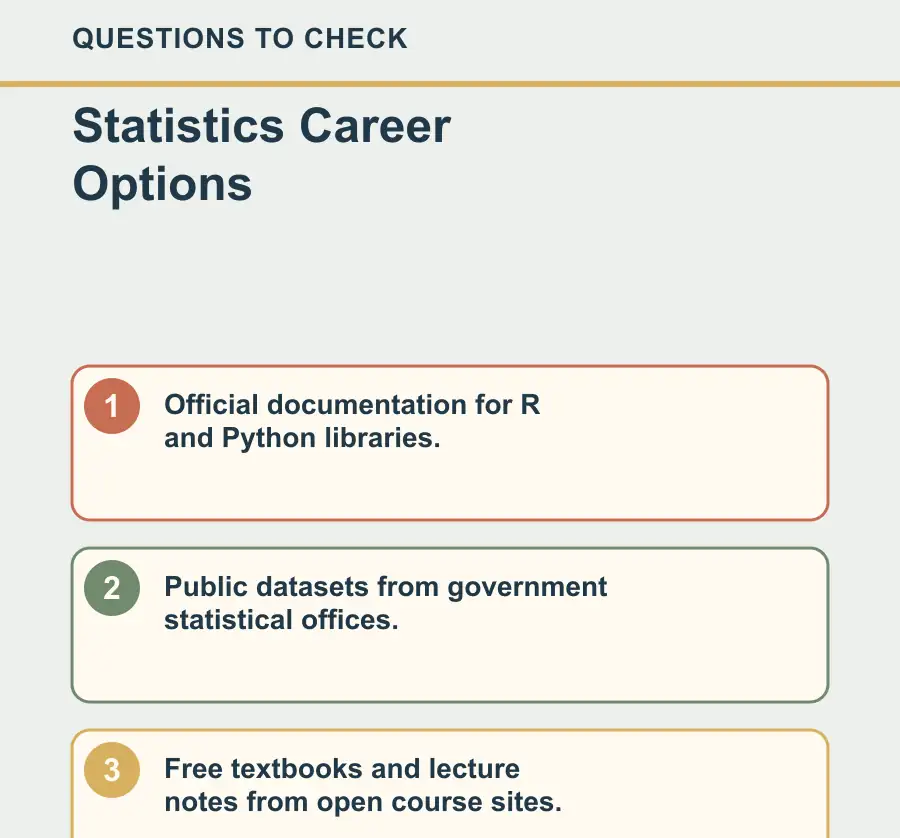 QUESTIONS TO CHECK
Statistics Career
Options
1
Official documentation for R
and Python libraries.
2
Public datasets from government
statistical offices.
3
Free textbooks and lecture
notes from open course sites.